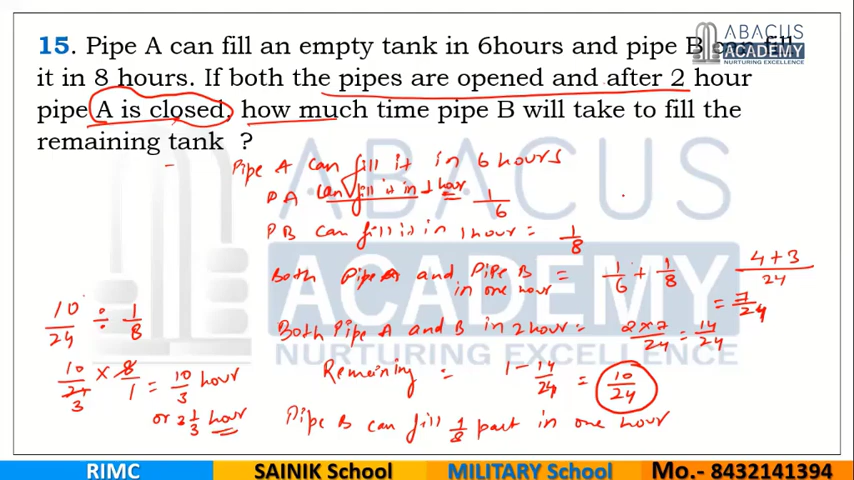 ABACUS
ACADEMY
NURTURING EXCELLENCE
15. Pipe A can fill an empty tank in 6hours and pipe B can fill
it in 8 hours. If both the pipes are opened and after 2 hour
pipe A is closed, how much time pipe B will take to fill the
remaining tank ?
Pipe A can fill it in 6 hours
PA can fill it in 1 hour 1/6
PB can fill it in 1 hour = 1/8
Both Pipe A and Pipe B in one hour = 1/6 + 1/8
4+3/24
= 7/24
Both Pipe A and B in 2 hour = 2×7/24 = 14/24
Remaining = 1 - 14/24 = 10/24
Pipe B can fill 1/8 part in one hour
10/24 ÷ 1/8
10/24 3 × 8/1 = 10/3 hour
or 3 1/3 hour
ABACUS
ACADEMY
NURTURING EXCELLENCE
RIMC SAINIK School MILITARY School Mo.- 8432141394